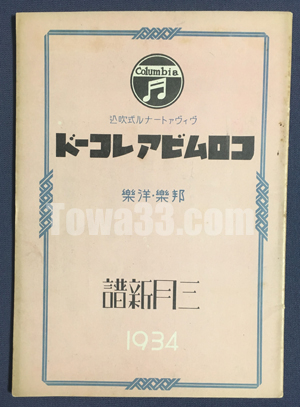 Columbia
ヴィヴァトーナル式吹込
コロムビアレコード
邦樂・洋樂
Towa33.com
三月新譜
1934